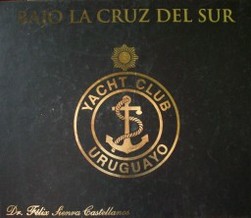 BAJO LA CRUZ DEL SUR
YACHT CLUB
URUGUAYO
Dr. Félix Sienra Castellanos